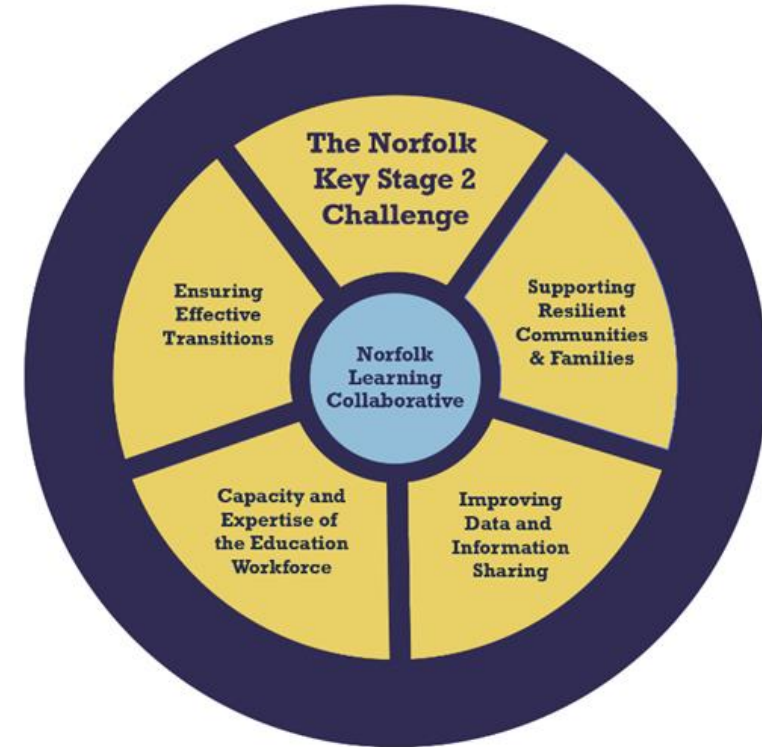 The Norfolk
Key Stage 2
Challenge
Supporting
Resilient
Communities
& Families
Improving
Data and
Information
Sharing
Capacity and
Expertise of
the Education
Workforce
Ensuring
Effective
Transitions
Norfolk
Learning
Collaborative